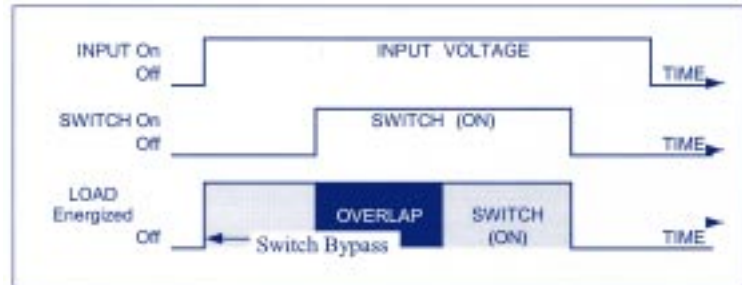 INPUT On
Off
INPUT VOLTAGE
TIME
SWITCH On
Off
SWITCH (ON)
TIME
LOAD
Energized
Off
OVERLAP
SWITCH
(ON)
Switch Bypass
TIME